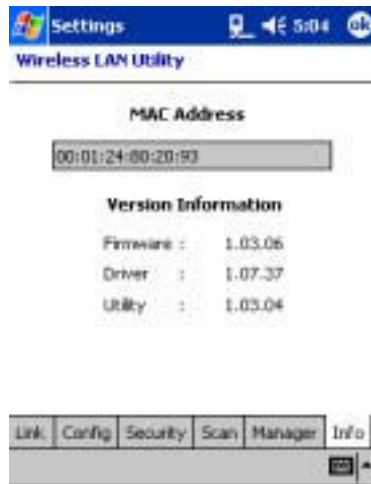 Settings 5:04 ok
Wireless LAN Utility
MAC Address
00:01:24:80:20:93
Version Information
Firmware : 1.03.06
Driver : 1.07.37
Utility : 1.03.04
Link Config Security Scan Manager Info